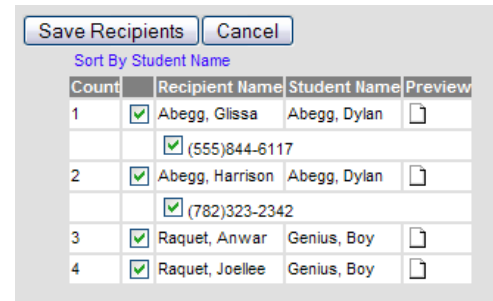 Save Recipients Cancel
Sort By Student Name
Count Recipient Name Student Name Preview
1 Abegg, Glissa Abegg, Dylan
(555)844-6117
2 Abegg, Harrison Abegg, Dylan
(782)323-2342
3 Raquet, Anwar Genius, Boy
4 Raquet, Joellee Genius, Boy